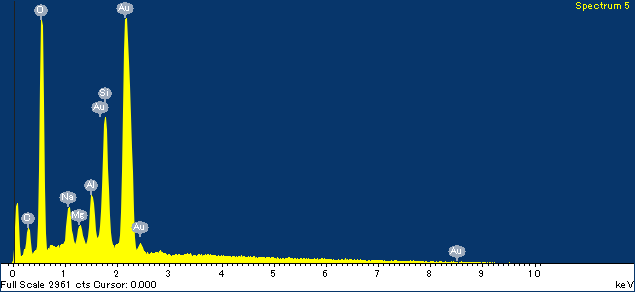 Spectrum 5
O
Au
Si
Au
Al
Na
Mg
O
Au
Au
0 1 2 3 4 5 6 7 8 9 10
Full Scale 2961 cts Cursor: 0.000 keV